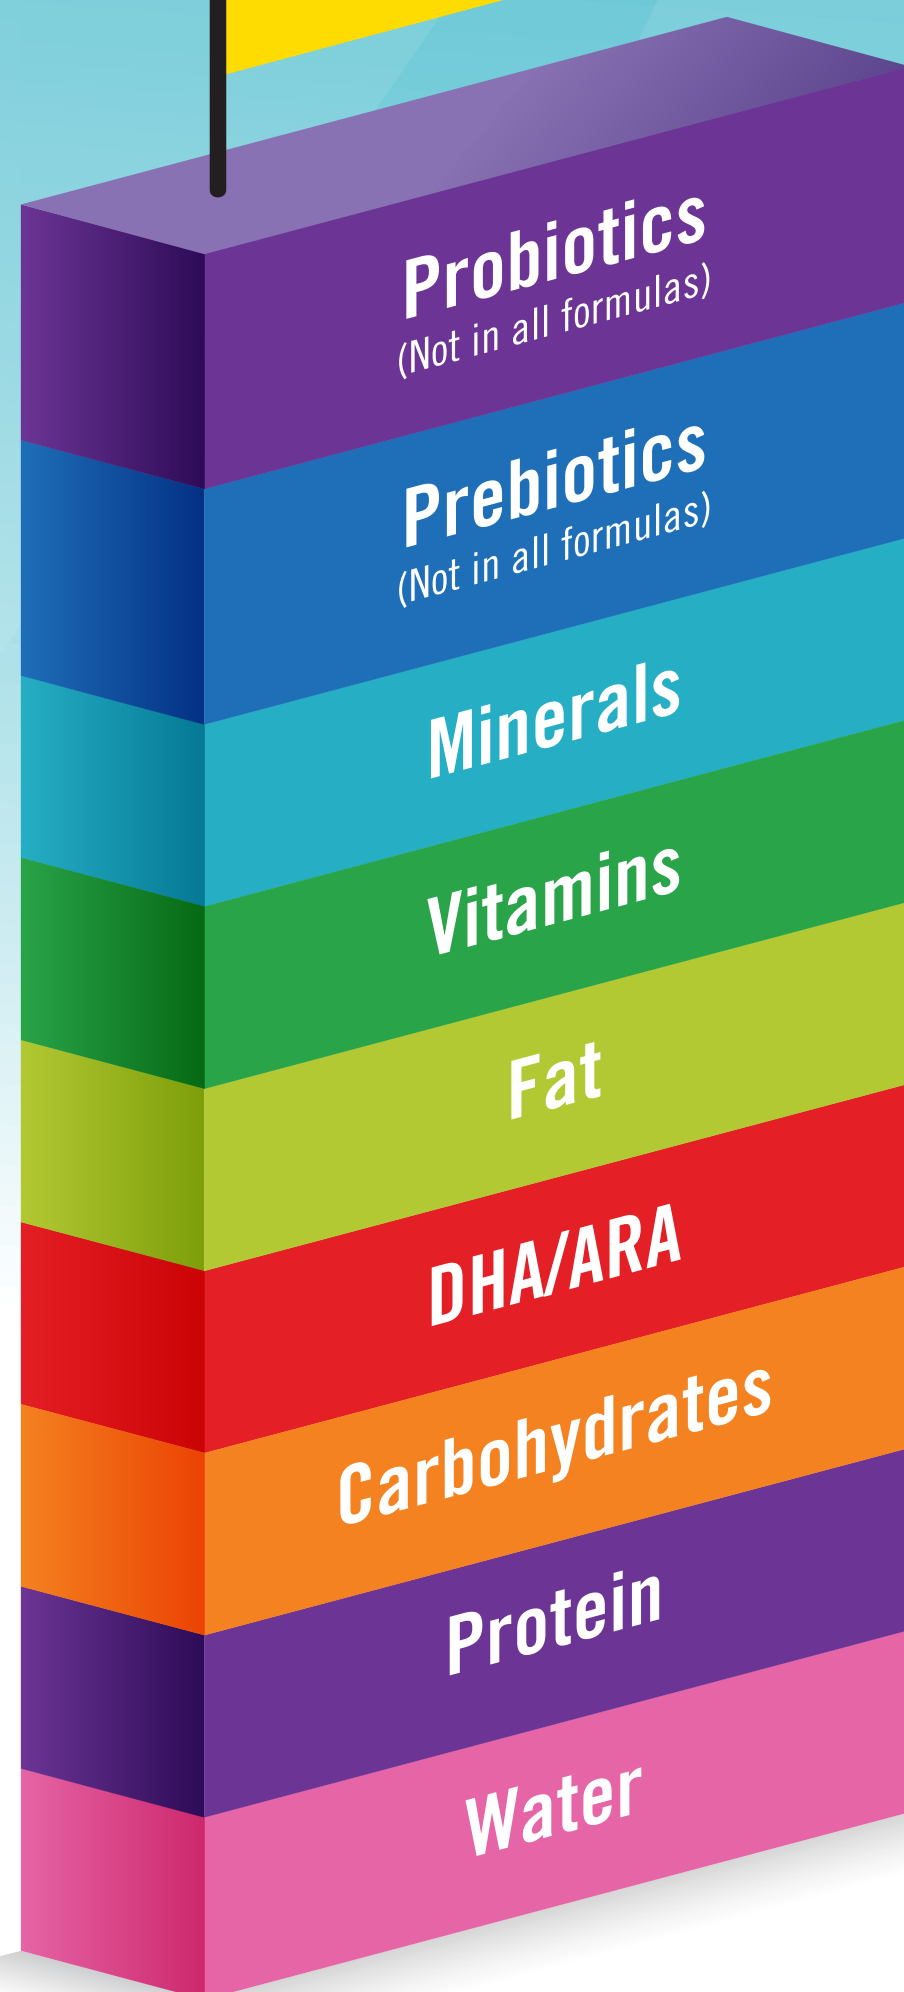 Probiotics
(Not in all formulas)
Prebiotics
(Not in all formulas)
Minerals
Vitamins
Fat
DHA/ARA
Carbohydrates
Protein
Water